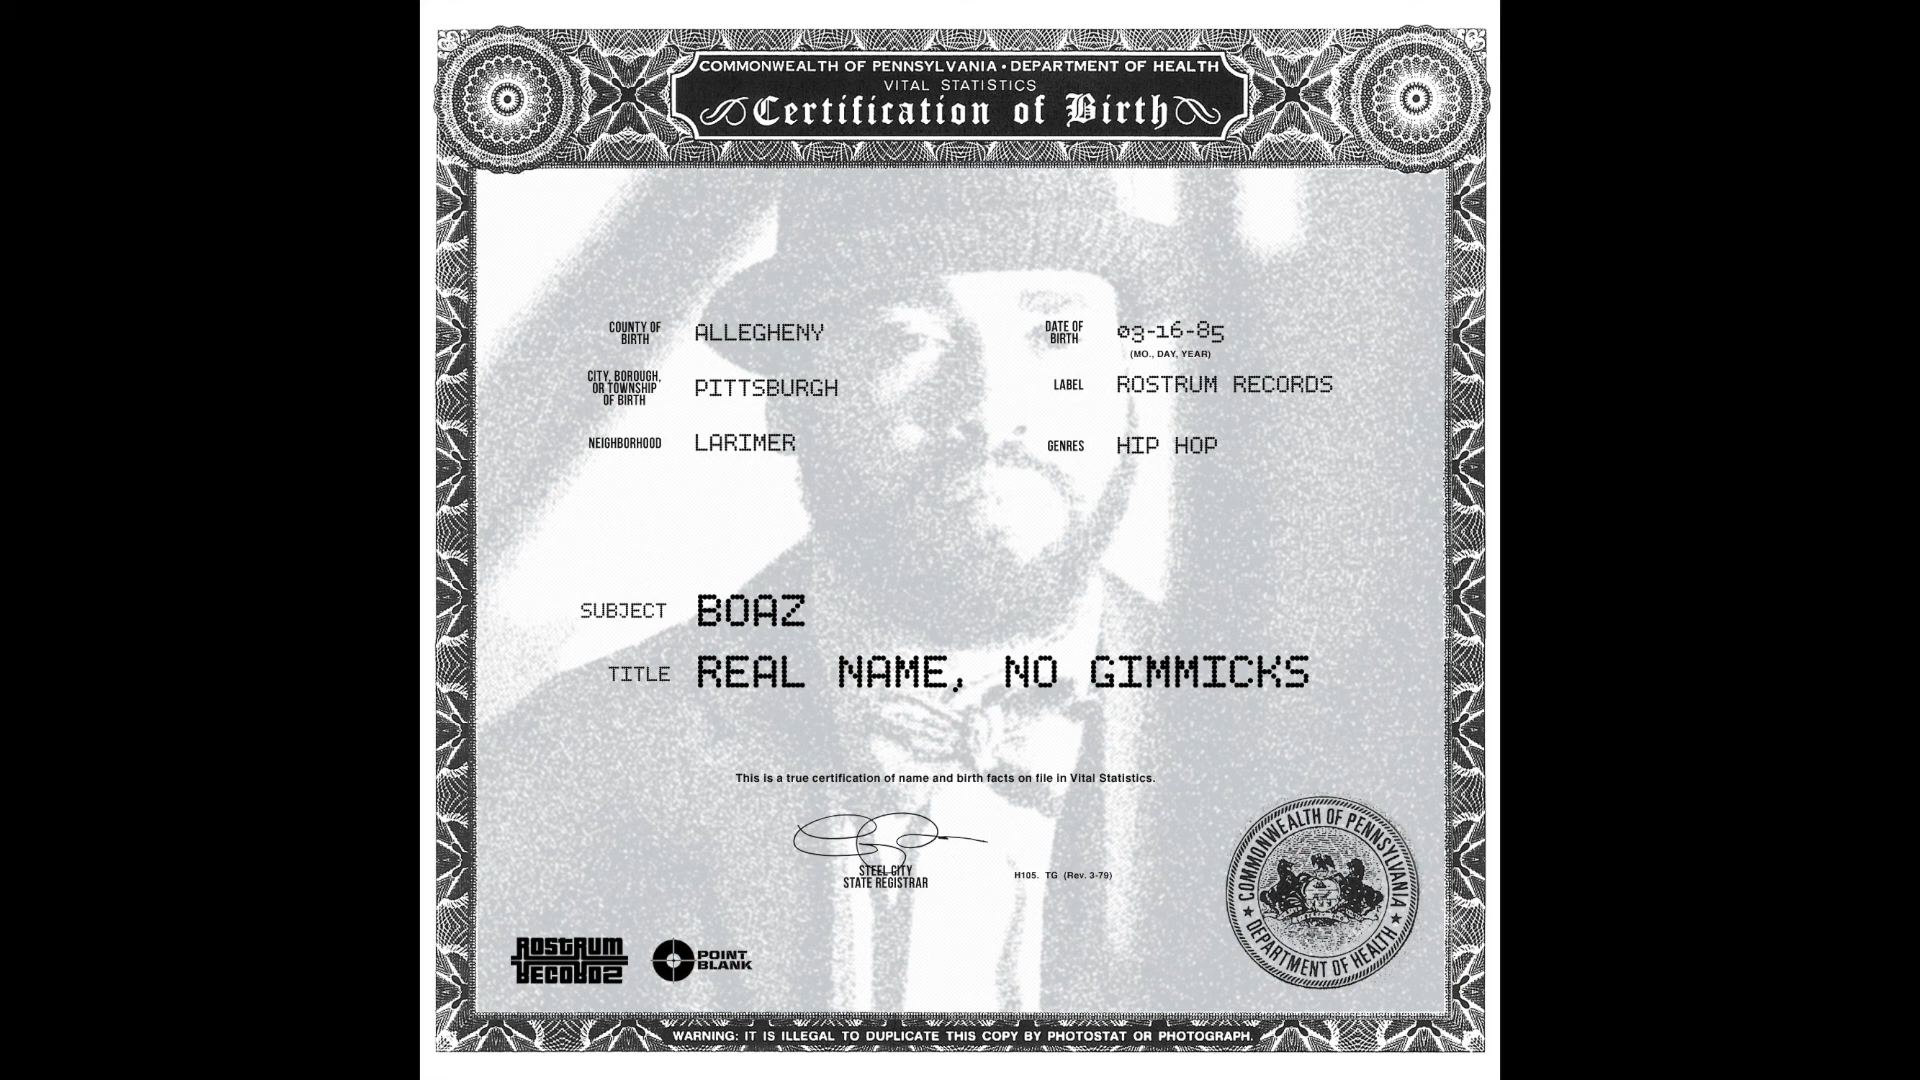 COMMONWEALTH OF PENNSYLVANIA • DEPARTMENT OF HEALTH
VITAL STATISTICS
Certification of Birth
COUNTY OF
BIRTH
ALLEGHENY
DATE OF
BIRTH
03-16-85
(MO., DAY, YEAR)
CITY, BOROUGH,
OR TOWNSHIP
OF BIRTH
PITTSBURGH
LABEL
ROSTRUM RECORDS
NEIGHBORHOOD
LARIMER
GENRES
HIP HOP
SUBJECT
BOAZ
TITLE
REAL NAME, NO GIMMICKS
This is a true certification of name and birth facts on file in Vital Statistics.
STEEL CITY
STATE REGISTRAR
H105. TG (Rev. 3-79)
COMMONWEALTH OF PENNSYLVANIA
★ DEPARTMENT OF HEALTH ★
ROSTRUM
RECORDS
POINT
BLANK
WARNING: IT IS ILLEGAL TO DUPLICATE THIS COPY BY PHOTOSTAT OR PHOTOGRAPH.